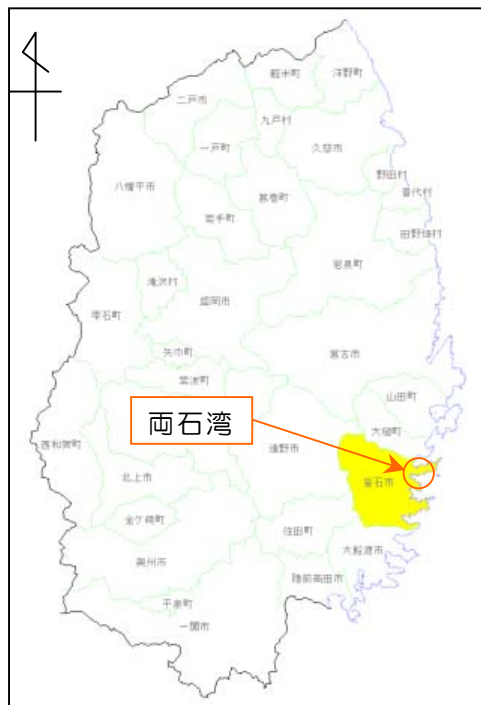 軽米町
洋野町
二戸市
九戸村
一戸町
久慈市
野田村
八幡平市
普代村
葛巻町
岩手町
田野畑村
岩泉町
滝沢村
盛岡市
雫石町
矢巾町
宮古市
紫波町
山田町
両石湾
大槌町
西和賀町
遠野市
北上市
釜石市
金ケ崎町
住田町
大船渡市
奥州市
陸前高田市
平泉町
一関市